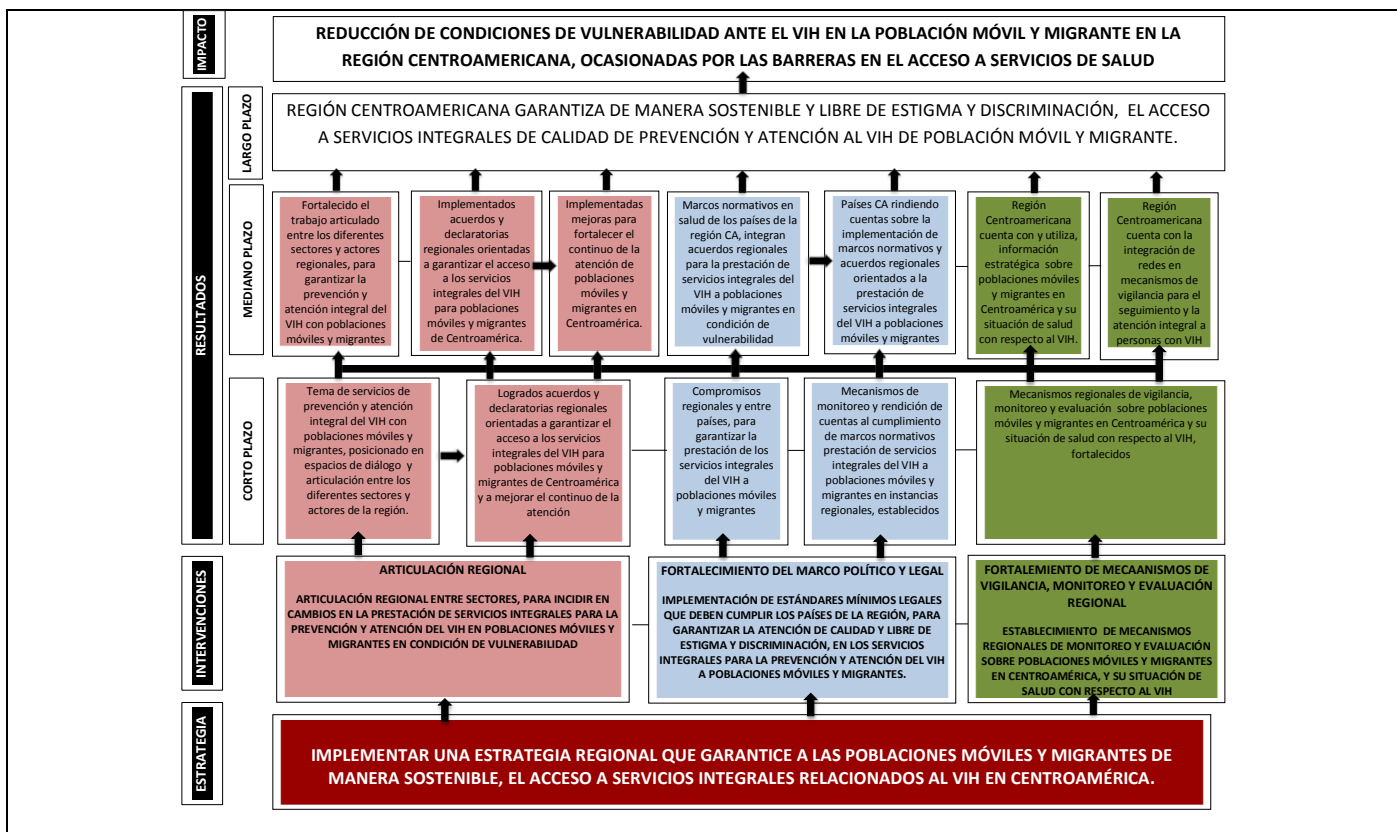 IMPACTO
REDUCCIÓN DE CONDICIONES DE VULNERABILIDAD ANTE EL VIH EN LA POBLACIÓN MÓVIL Y MIGRANTE EN LA
REGIÓN CENTROAMERICANA, OCASIONADAS POR LAS BARRERAS EN EL ACCESO A SERVICIOS DE SALUD
RESULTADOS
LARGO PLAZO
REGIÓN CENTROAMERICANA GARANTIZA DE MANERA SOSTENIBLE Y LIBRE DE ESTIGMA Y DISCRIMINACIÓN, EL ACCESO
A SERVICIOS INTEGRALES DE CALIDAD DE PREVENCIÓN Y ATENCIÓN AL VIH DE POBLACIÓN MÓVIL Y MIGRANTE.
MEDIANO PLAZO
Fortalecido el
trabajo articulado
entre los diferentes
sectores y actores
regionales, para
garantizar la
prevención y
atención integral del
VIH con poblaciones
móviles y migrantes
Implementados
acuerdos y
declaratorias
regionales orientadas
a garantizar el acceso
a los servicios
integrales del VIH
para poblaciones
móviles y migrantes
de Centroamérica.
Implementadas
mejoras para
fortalecer el
continuo de la
atención de
poblaciones
móviles y
migrantes en
Centroamérica.
Marcos normativos en
salud de los países de la
región CA, integran
acuerdos regionales
para la prestación de
servicios integrales del
VIH a poblaciones
móviles y migrantes en
condición de
vulnerabilidad
Países CA rindiendo
cuentas sobre la
implementación de
marcos normativos y
acuerdos regionales
orientados a la
prestación de
servicios integrales
del VIH a poblaciones
móviles y migrantes
Región
Centroamericana
cuenta con y utiliza,
información
estratégica sobre
poblaciones móviles
y migrantes en
Centroamérica y su
situación de salud
con respecto al VIH.
Región
Centroamericana
cuenta con la
integración de
redes en
mecanismos de
vigilancia para el
seguimiento y la
atención integral a
personas con VIH
CORTO PLAZO
Tema de servicios de
prevención y atención
integral del VIH con
poblaciones móviles y
migrantes, posicionado en
espacios de diálogo y
articulación entre los
diferentes sectores y
actores de la región.
Logrados acuerdos y
declaratorias regionales
orientadas a garantizar el
acceso a los servicios
integrales del VIH para
poblaciones móviles y
migrantes de Centroamérica
y a mejorar el continuo de la
atención
Compromisos
regionales y entre
países, para
garantizar la
prestación de los
servicios integrales
del VIH a
poblaciones móviles
y migrantes
Mecanismos de
monitoreo y rendición de
cuentas al cumplimiento de
marcos normativos
prestación de servicios
integrales del VIH a
poblaciones móviles y
migrantes en instancias
regionales, establecidos
Mecanismos regionales de vigilancia,
monitoreo y evaluación sobre poblaciones
móviles y migrantes en Centroamérica y su
situación de salud con respecto al VIH,
fortalecidos
INTERVENCIONES
ARTICULACIÓN REGIONAL
ARTICULACIÓN REGIONAL ENTRE SECTORES, PARA INCIDIR EN
CAMBIOS EN LA PRESTACIÓN DE SERVICIOS INTEGRALES PARA LA
PREVENCIÓN Y ATENCIÓN DEL VIH EN POBLACIONES MÓVILES Y
MIGRANTES EN CONDICIÓN DE VULNERABILIDAD
FORTALECIMIENTO DEL MARCO POLÍTICO Y LEGAL
IMPLEMENTACIÓN DE ESTÁNDARES MÍNIMOS LEGALES
QUE DEBEN CUMPLIR LOS PAÍSES DE LA REGIÓN, PARA
GARANTIZAR LA ATENCIÓN DE CALIDAD Y LIBRE DE
ESTIGMA Y DISCRIMINACIÓN, EN LOS SERVICIOS
INTEGRALES PARA LA PREVENCIÓN Y ATENCIÓN DEL VIH
A POBLACIONES MÓVILES Y MIGRANTES.
FORTALEMIENTO DE MECAANISMOS DE
VIGILANCIA, MONITOREO Y EVALUACIÓN
REGIONAL
ESTABLECIMIENTO DE MECANISMOS
REGIONALES DE MONITOREO Y EVALUACIÓN
SOBRE POBLACIONES MÓVILES Y MIGRANTES
EN CENTROAMÉRICA, Y SU SITUACIÓN DE
SALUD CON RESPECTO AL VIH
ESTRATEGIA
IMPLEMENTAR UNA ESTRATEGIA REGIONAL QUE GARANTICE A LAS POBLACIONES MÓVILES Y MIGRANTES DE
MANERA SOSTENIBLE, EL ACCESO A SERVICIOS INTEGRALES RELACIONADOS AL VIH EN CENTROAMÉRICA.